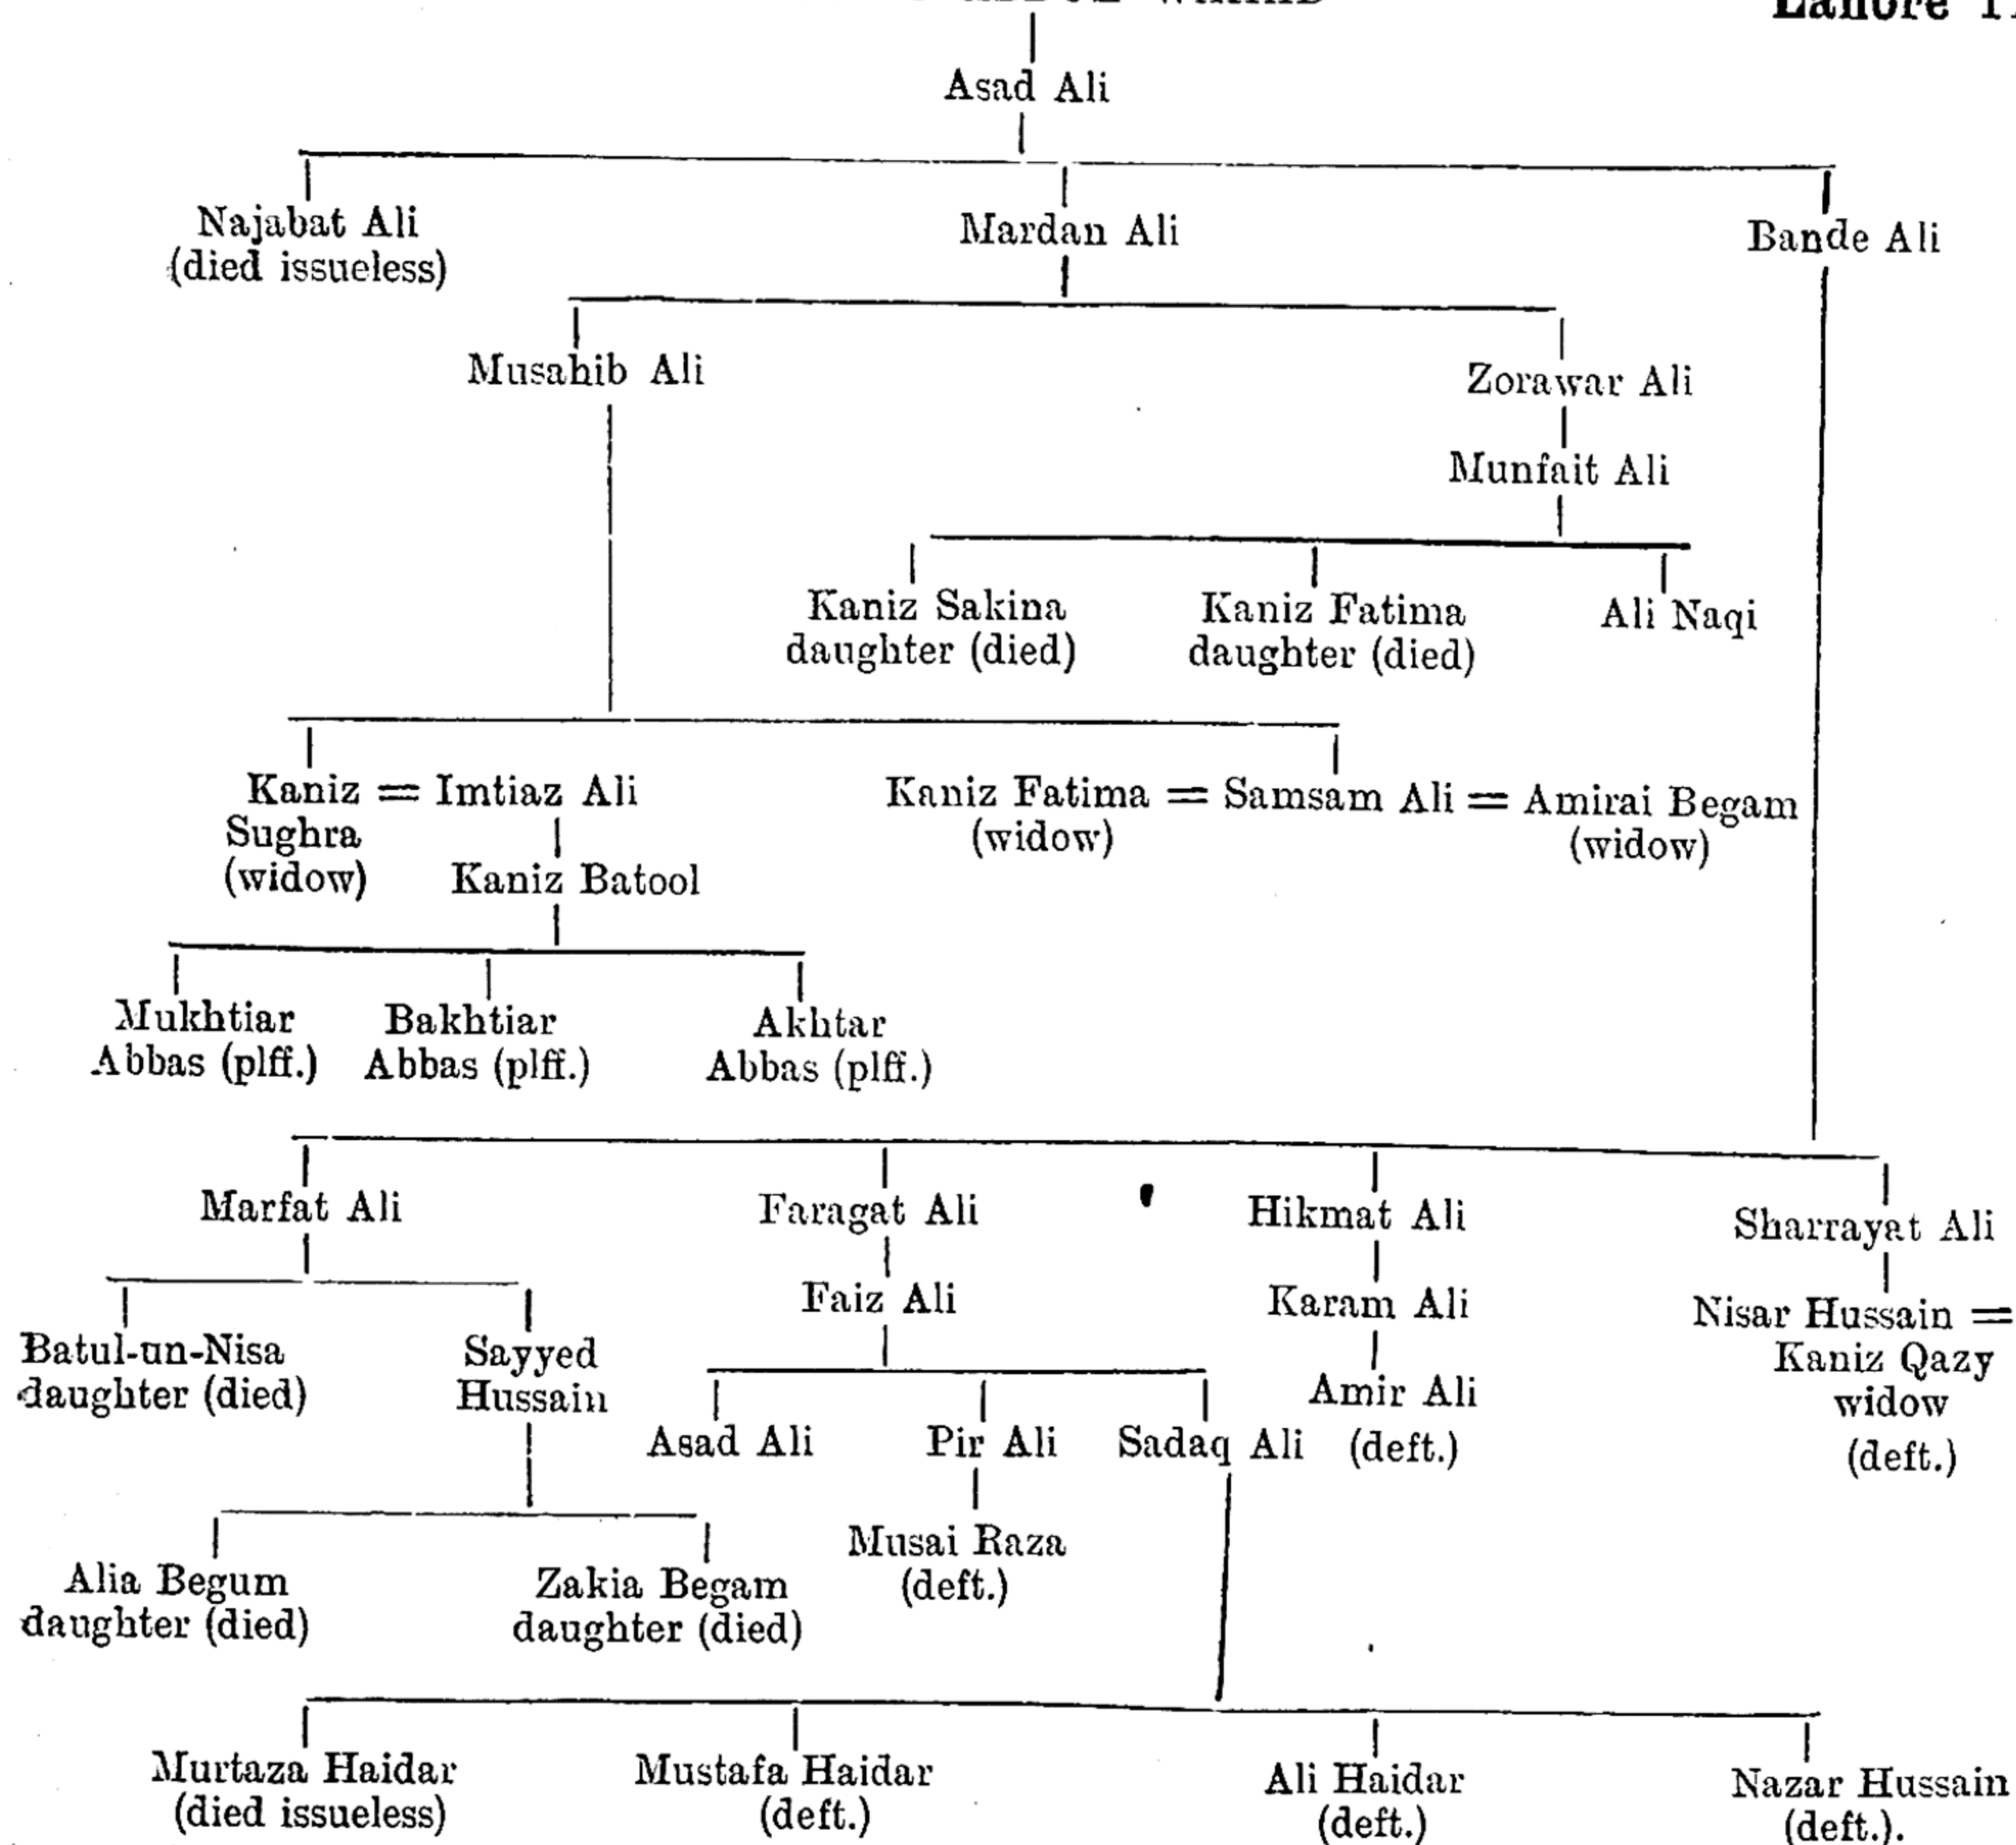 Asad Ali
Najabat Ali Mardan Ali Bande Ali
(died issueless)
Musahib Ali Zorawar Ali
Munfait Ali
Kaniz Sakina Kaniz Fatima Ali Naqi
daughter (died) daughter (died)
Kaniz = Imtiaz Ali Kaniz Fatima = Samsam Ali = Amirai Begam
Sughra (widow) (widow)
(widow) Kaniz Batool
Mukhtiar Bakhtiar Akhtar
Abbas (plff.) Abbas (plff.) Abbas (plff.)
Marfat Ali Faragat Ali Hikmat Ali Sharrayat Ali
Faiz Ali Karam Ali Nisar Hussain =
Batul-un-Nisa Sayyed Kaniz Qazy
daughter (died) Hussain Amir Ali widow
Asad Ali Pir Ali Sadaq Ali (deft.) (deft.)
Musai Raza
Alia Begum Zakia Begam (deft.)
daughter (died) daughter (died)
Murtaza Haidar Mustafa Haidar Ali Haidar Nazar Hussain
(died issueless) (deft.) (deft.) (deft.).